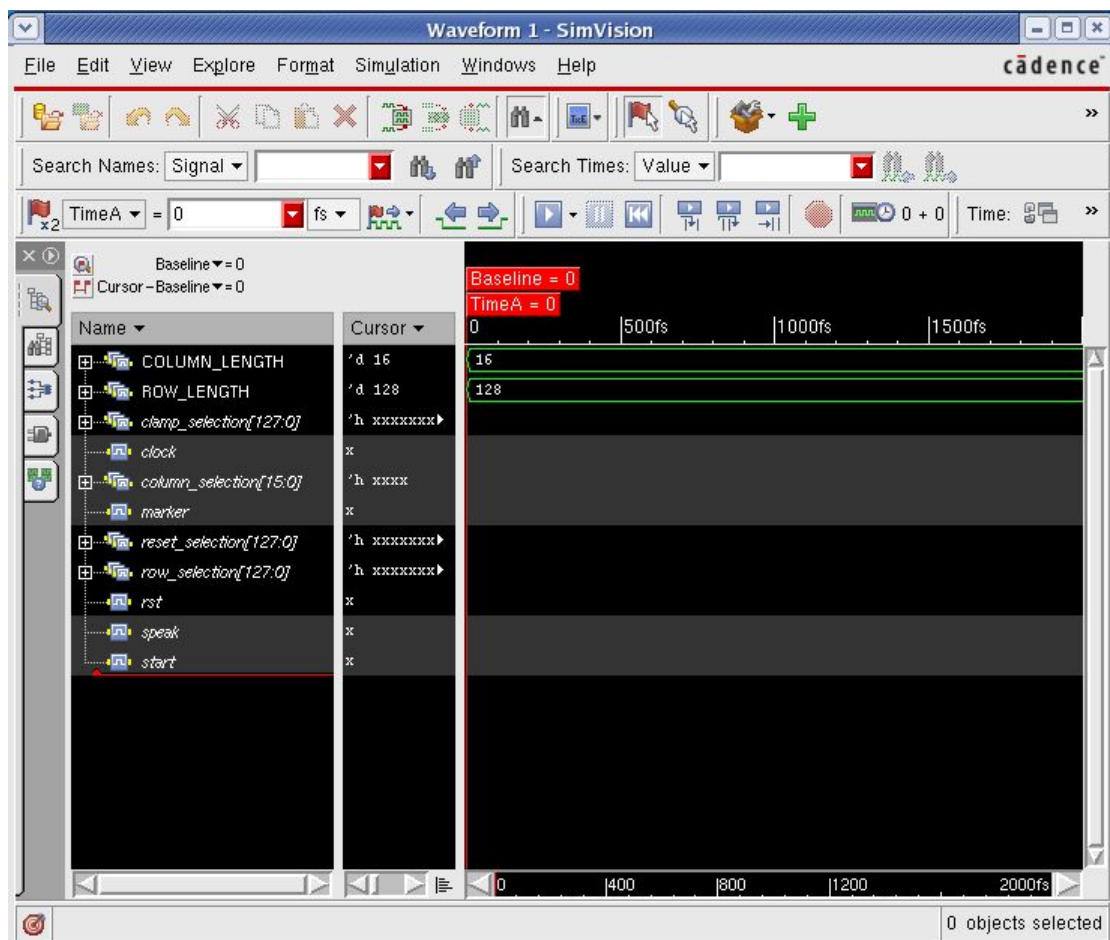 Waveform 1 - SimVision
File Edit View Explore Format Simulation Windows Help cādence
TxE
Search Names: Signal Search Times: Value
x2 TimeA = 0 fs 0 + 0 Time:
Baseline = 0
Cursor-Baseline = 0
Baseline = 0
TimeA = 0
Name Cursor 0 500fs 1000fs 1500fs
COLUMN_LENGTH 'd 16 16
ROW_LENGTH 'd 128 128
clamp_selection[127:0] 'h xxxxxxx
clock x
column_selection[15:0] 'h xxxx
marker x
reset_selection[127:0] 'h xxxxxxx
row_selection[127:0] 'h xxxxxxx
rst x
speak x
start x
0 400 800 1200 2000fs
0 objects selected